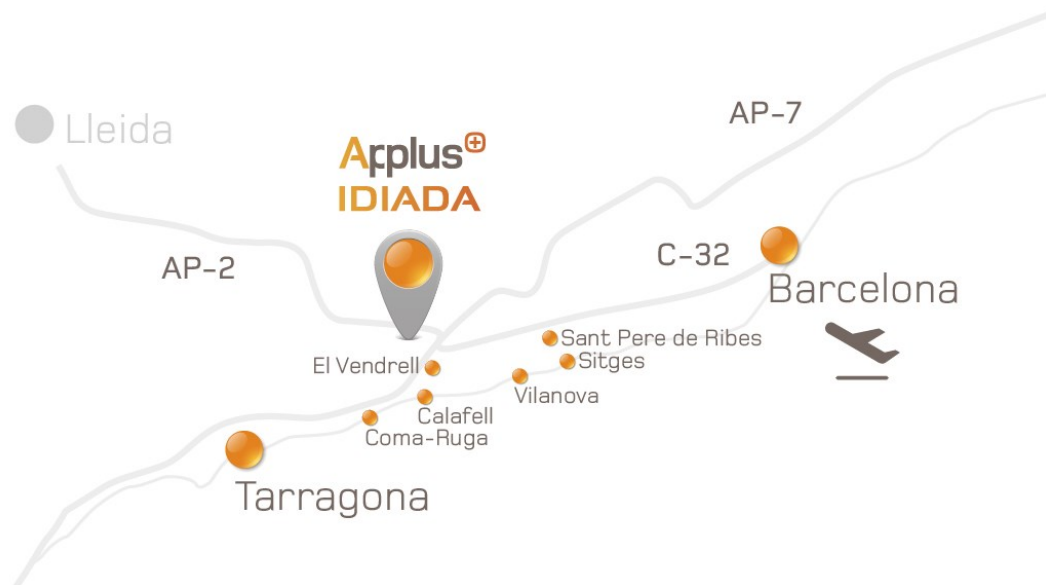 Lleida
AP-7
Applus+
IDIADA
AP-2
C-32
Barcelona
Sant Pere de Ribes
El Vendrell
Sitges
Vilanova
Calafell
Coma-Ruga
Tarragona